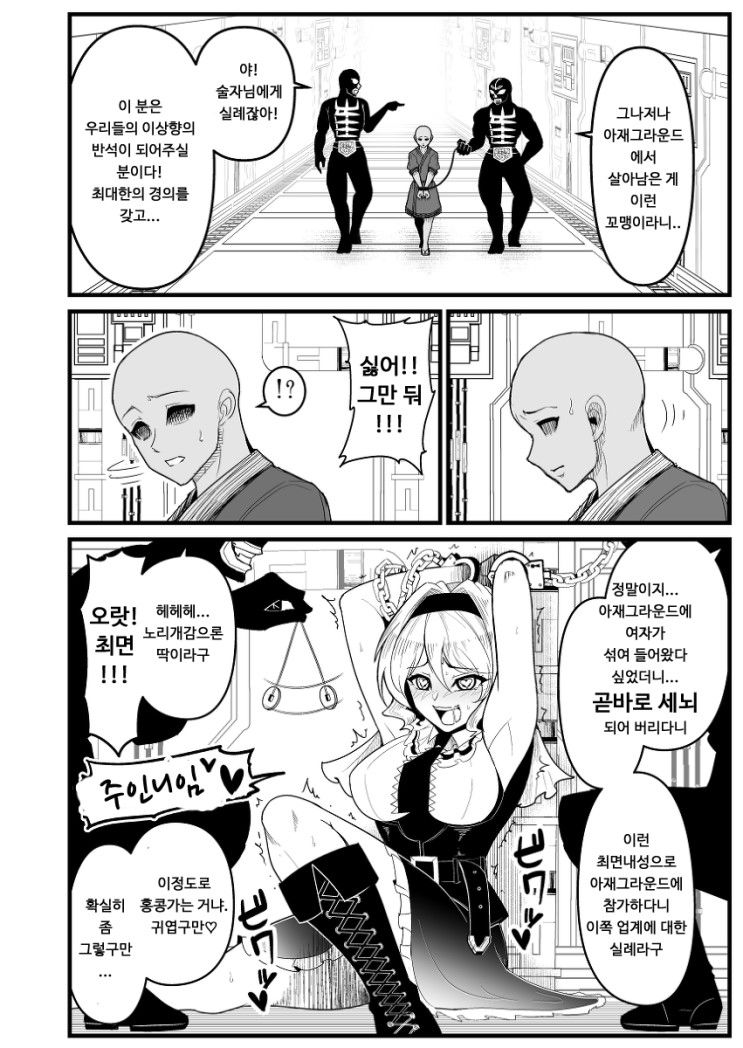 그나저나
아재그라운드
에서
살아남은 게
이런
꼬맹이라니..
야!
술자님에게
실례잖아!
이 분은
우리들의 이상향의
반석이 되어주실
분이다!
최대한의 경의를
갖고...
싫어!!
그만 둬
!!!
!?
정말이지...
아재그라운드에
여자가
섞여 들어왔다
싶었더니...
곧바로 세뇌
되어 버리다니
헤헤헤...
노리개감으론
딱이라구
오랏!
최면
!!!
주인니임♥♥
이런
최면내성으로
아재그라운드에
참가하다니
이쪽 업계에 대한
실례라구
이정도로
홍콩가는 거냐.
귀엽구만♡
확실히
좀
그렇구만
...
ピクッ♥
ピクッ♥